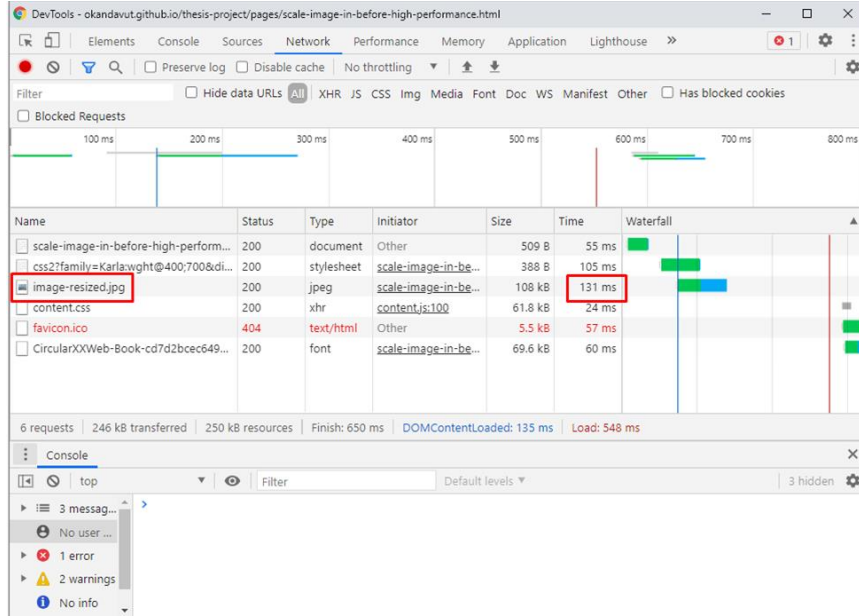 DevTools - okandavut.github.io/thesis-project/pages/scale-image-in-before-high-performance.html
Elements Console Sources Network Performance Memory Application Lighthouse » 1
Preserve log Disable cache No throttling
Filter Hide data URLs All XHR JS CSS Img Media Font Doc WS Manifest Other Has blocked cookies
Blocked Requests
100 ms 200 ms 300 ms 400 ms 500 ms 600 ms 700 ms 800 ms
Name Status Type Initiator Size Time Waterfall
scale-image-in-before-high-perform... 200 document Other 509 B 55 ms
css2?family=Karla:wght@400;700&di... 200 stylesheet scale-image-in-be... 388 B 105 ms
image-resized.jpg 200 jpeg scale-image-in-be... 108 kB 131 ms
content.css 200 xhr content.js:100 61.8 kB 24 ms
favicon.ico 404 text/html Other 5.5 kB 57 ms
CircularXXWeb-Book-cd7d2bcec649... 200 font scale-image-in-be... 69.6 kB 60 ms
6 requests 246 kB transferred 250 kB resources Finish: 650 ms DOMContentLoaded: 135 ms Load: 548 ms
Console
top Filter Default levels 3 hidden
3 messag...
No user ...
1 error
2 warnings
No info